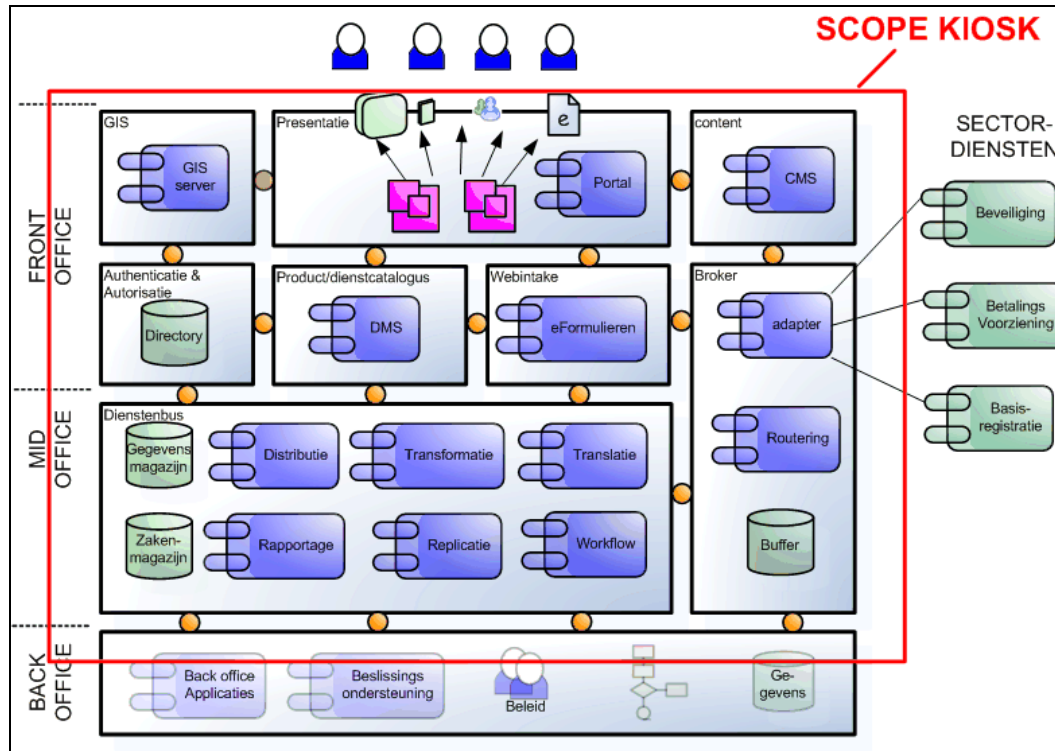 SCOPE KIOSK
FRONT
OFFICE
MID
OFFICE
BACK
OFFICE
GIS
GIS
server
Presentatie
e
Portal
content
CMS
SECTOR-
DIENSTEN
Beveiliging
Betalings
Voorziening
Basis-
registratie
Authenticatie &
Autorisatie
Directory
Product/dienstcatalogus
DMS
Webintake
eFormulieren
Broker
adapter
Routering
Buffer
Dienstenbus
Gegevens
magazijn
Distributie
Transformatie
Translatie
Zaken-
magazijn
Rapportage
Replicatie
Workflow
Back office
Applicaties
Beslissings
ondersteuning
Beleid
Ge-
gevens